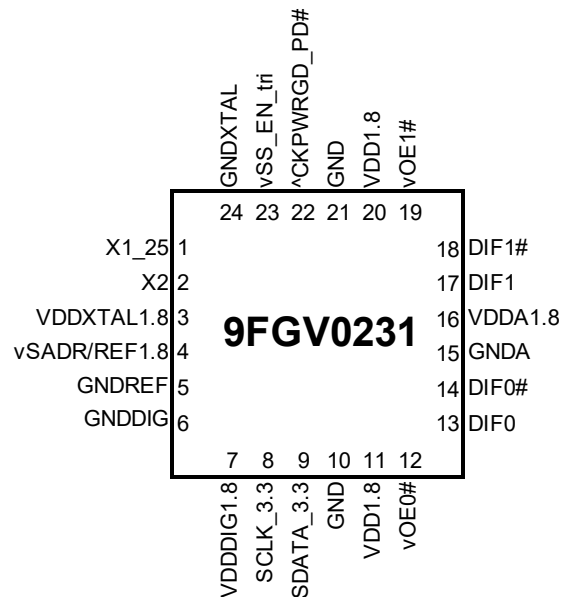 GNDXTAL
vSS_EN_tri
^CKPWRGD_PD#
GND
VDD1.8
vOE1#
24 23 22 21 20 19
X1_25 1
X2 2
VDDXTAL1.8 3
vSADR/REF1.8 4
GNDREF 5
GNDDIG 6
9FGV0231
18 DIF1#
17 DIF1
16 VDDA1.8
15 GNDA
14 DIF0#
13 DIF0
7 8 9 10 11 12
VDDDIG1.8
SCLK_3.3
SDATA_3.3
GND
VDD1.8
vOE0#